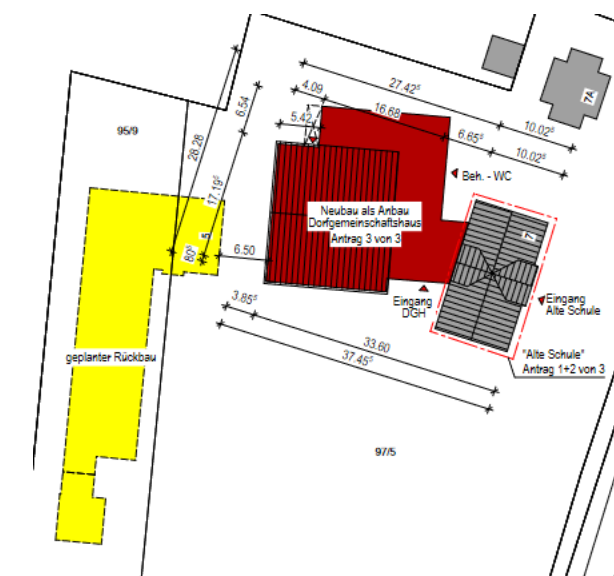 27.42⁵
4.09
16.68
10.02⁵
7A
95/9
28.28
6.54
5.42
6.65⁵
10.02⁵
Beh. - WC
17.19⁵
Neubau als Anbau
Dorfgemeinschaftshaus
Antrag 3 von 3
7
80⁵
5
6.50
Eingang
DGH
Eingang
Alte Schule
3.85⁵
33.60
37.45⁵
geplanter Rückbau
"Alte Schule"
Antrag 1+2 von 3
97/5